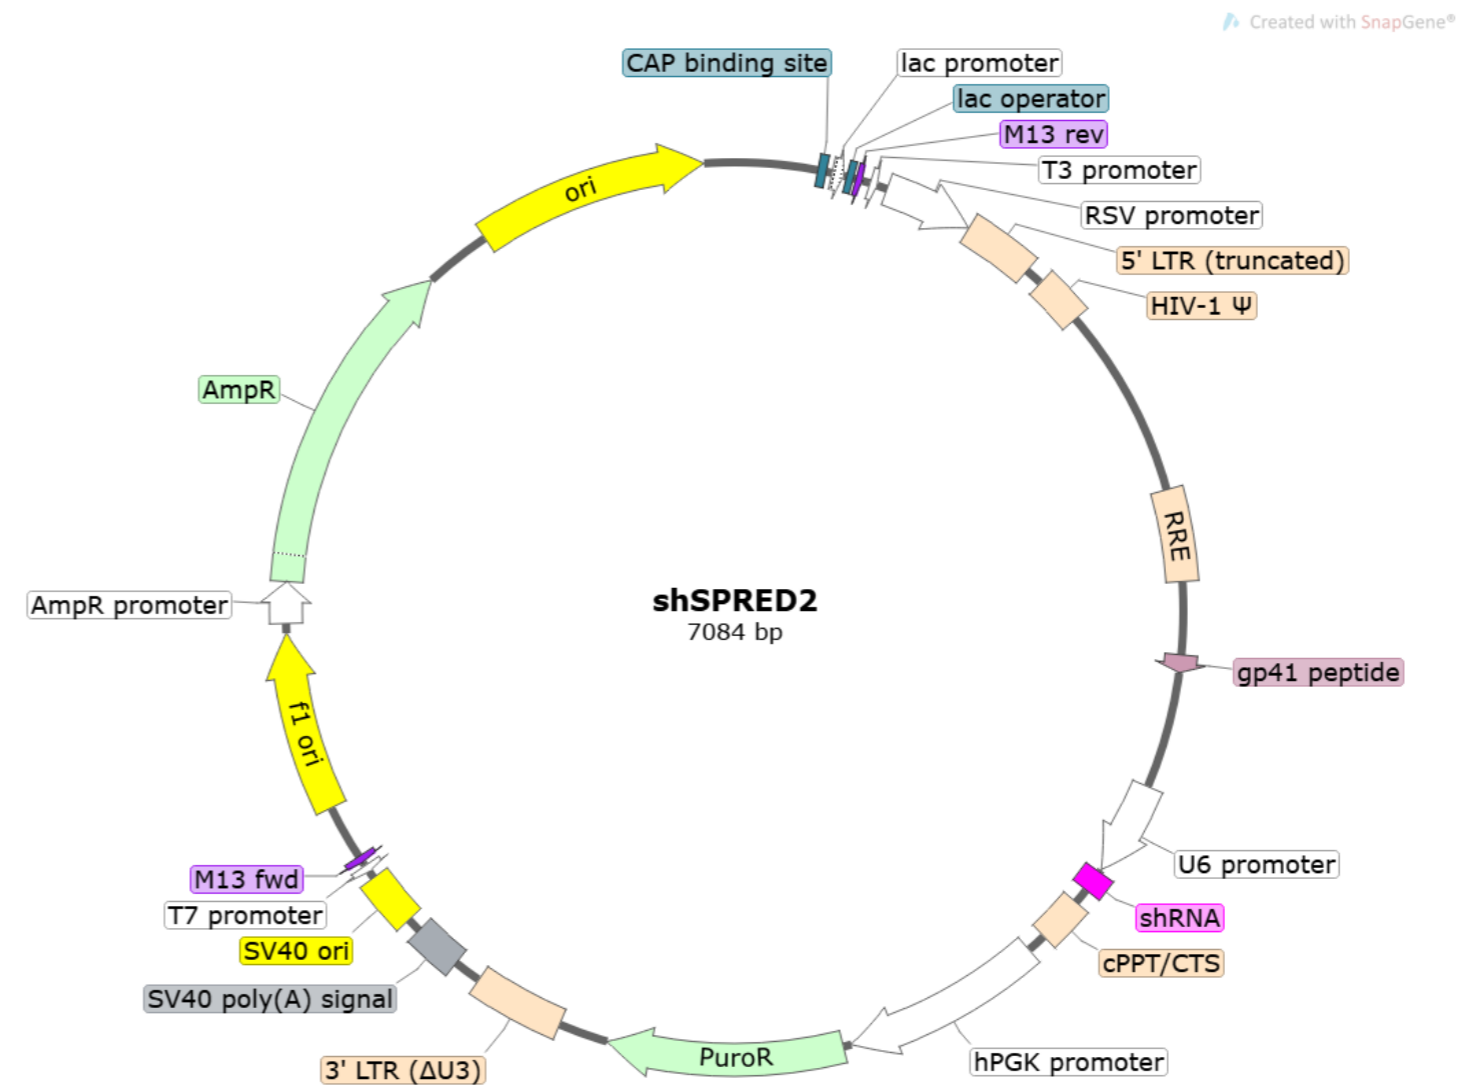 Created with SnapGene®
CAP binding site
lac promoter
lac operator
M13 rev
T3 promoter
RSV promoter
5' LTR (truncated)
HIV-1 Ψ
RRE
gp41 peptide
U6 promoter
shRNA
cPPT/CTS
hPGK promoter
PuroR
3' LTR (ΔU3)
SV40 poly(A) signal
SV40 ori
T7 promoter
M13 fwd
f1 ori
AmpR promoter
AmpR
ori
shSPRED2
7084 bp